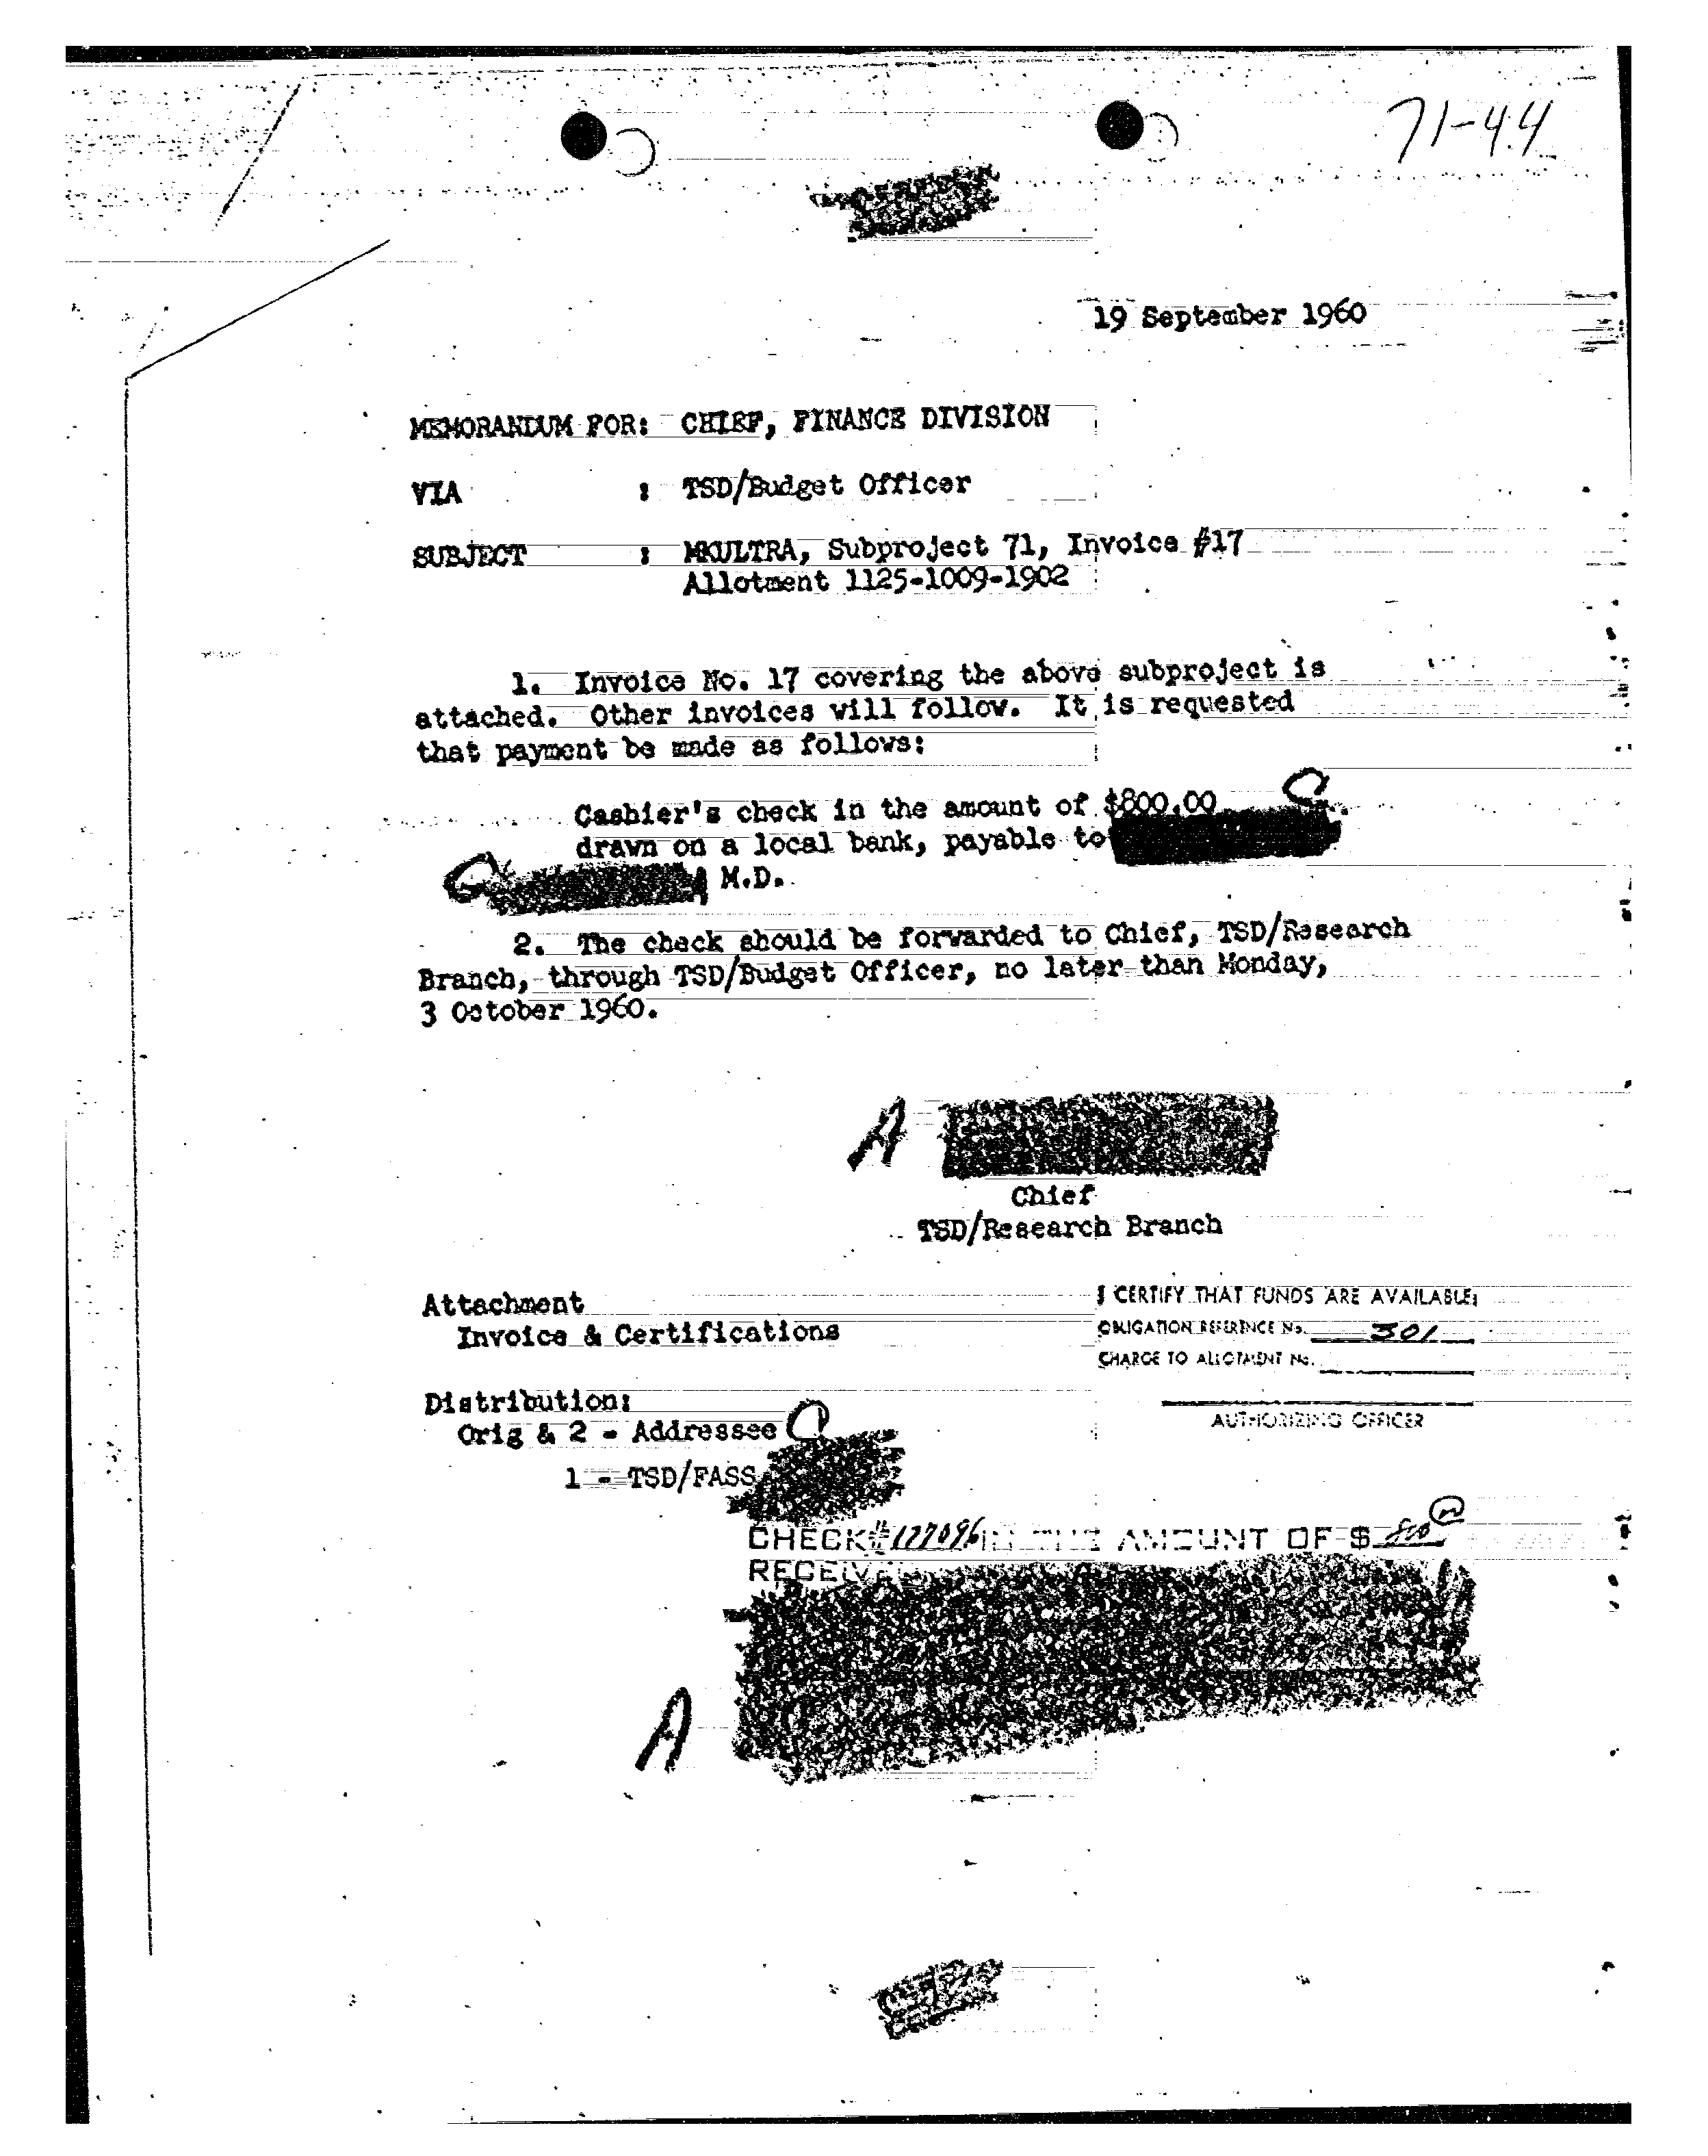 71-44
19 September 1960
MEMORANDUM FOR: CHIEF, FINANCE DIVISION
VIA : TSD/Budget Officer
SUBJECT : MKULTRA, Subproject 71, Invoice #17
Allotment 1125-1009-1902
1. Invoice No. 17 covering the above subproject is
attached. Other invoices will follow. It is requested
that payment be made as follows:
Cashier's check in the amount of $800.00
drawn on a local bank, payable to
C
C M.D.
2. The check should be forwarded to Chief, TSD/Research
Branch, through TSD/Budget Officer, no later than Monday,
3 October 1960.
A
Chief
TSD/Research Branch
Attachment
Invoice & Certifications
I CERTIFY THAT FUNDS ARE AVAILABLE:
OBLIGATION REFERENCE No. 301
CHARGE TO ALLOTMENT No.
AUTHORIZING OFFICER
Distribution:
Orig & 2 - Addressee
C
1 - TSD/FASS
CHECK #127096 IN THE AMOUNT OF $ 800
RECEIVED
A